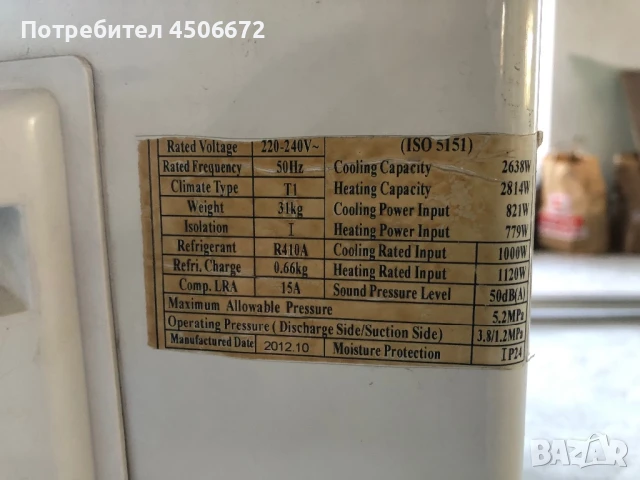 Потребител 4506672
Rated Voltage 220-240V~ (ISO 5151)
Rated Frequency 50Hz Cooling Capacity 2638W
Climate Type T1 Heating Capacity 2814W
Weight 31kg Cooling Power Input 821W
Isolation I Heating Power Input 779W
Refrigerant R410A Cooling Rated Input 1000W
Refri. Charge 0.66kg Heating Rated Input 1120W
Comp. LRA 15A Sound Pressure Level 50dB(A)
Maximum Allowable Pressure 5.2MPa
Operating Pressure ( Discharge Side/Suction Side) 3.8/1.2MPa
Manufactured Date 2012.10 Moisture Protection IP24
BAZAR